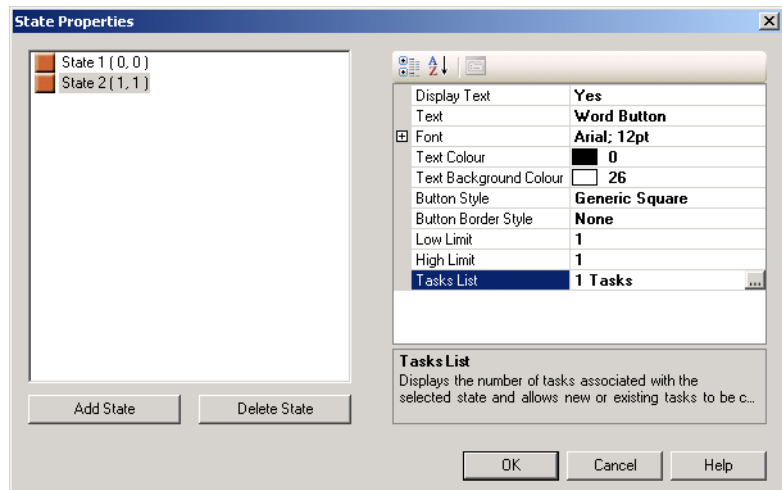 State Properties
State 1 ( 0, 0 )
State 2 ( 1, 1 )
Display Text Yes
Text Word Button
Font Arial; 12pt
Text Colour 0
Text Background Colour 26
Button Style Generic Square
Button Border Style None
Low Limit 1
High Limit 1
Tasks List 1 Tasks ...
Tasks List
Displays the number of tasks associated with the
selected state and allows new or existing tasks to be c...
Add State Delete State
OK Cancel Help